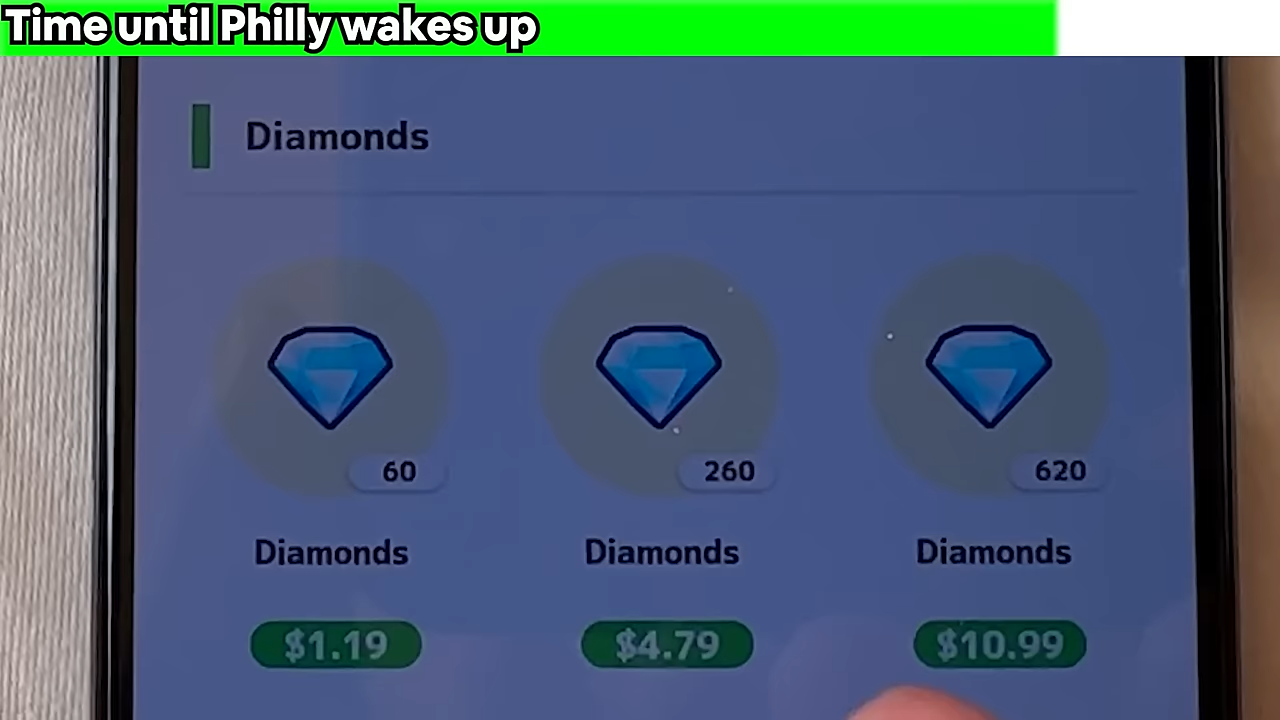 Time until Philly wakes up
Diamonds
60
260
620
Diamonds
Diamonds
Diamonds
$1.19
$4.79
$10.99